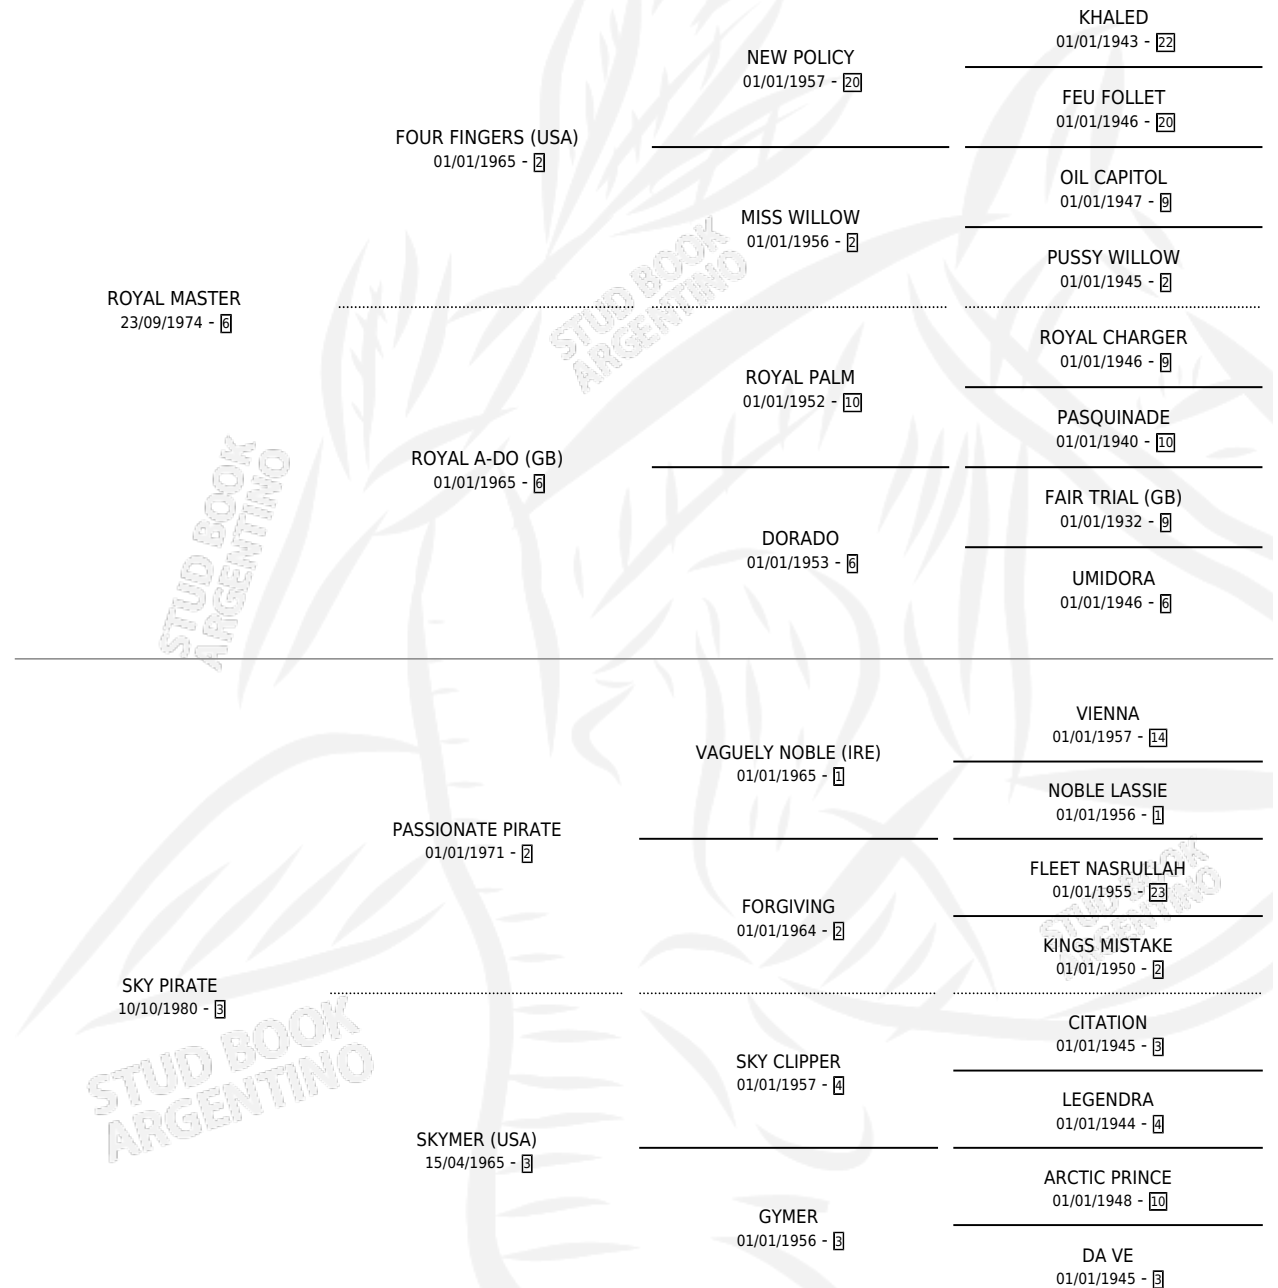 KHALED
01/01/1943 - 22
NEW POLICY
01/01/1957 - 20
FEU FOLLET
01/01/1946 - 20
FOUR FINGERS (USA)
01/01/1965 - 2
OIL CAPITOL
01/01/1947 - 9
MISS WILLOW
01/01/1956 - 2
PUSSY WILLOW
01/01/1945 - 2
ROYAL MASTER
23/09/1974 - 6
ROYAL CHARGER
01/01/1946 - 9
ROYAL PALM
01/01/1952 - 10
PASQUINADE
01/01/1940 - 10
ROYAL A-DO (GB)
01/01/1965 - 6
FAIR TRIAL (GB)
01/01/1932 - 9
DORADO
01/01/1953 - 6
UMIDORA
01/01/1946 - 6
VIENNA
01/01/1957 - 14
VAGUELY NOBLE (IRE)
01/01/1965 - 1
NOBLE LASSIE
01/01/1956 - 1
PASSIONATE PIRATE
01/01/1971 - 2
FLEET NASRULLAH
01/01/1955 - 23
FORGIVING
01/01/1964 - 2
KINGS MISTAKE
01/01/1950 - 2
SKY PIRATE
10/10/1980 - 3
CITATION
01/01/1945 - 3
SKY CLIPPER
01/01/1957 - 4
LEGENDRA
01/01/1944 - 4
SKYMER (USA)
15/04/1965 - 3
ARCTIC PRINCE
01/01/1948 - 10
GYMER
01/01/1956 - 3
DA VE
01/01/1945 - 3
STUD BOOK
ARGENTINO
STUD BOOK
ARGENTINO
STUD BOOK
ARGENTINO
STUD BOOK
ARGENTINO